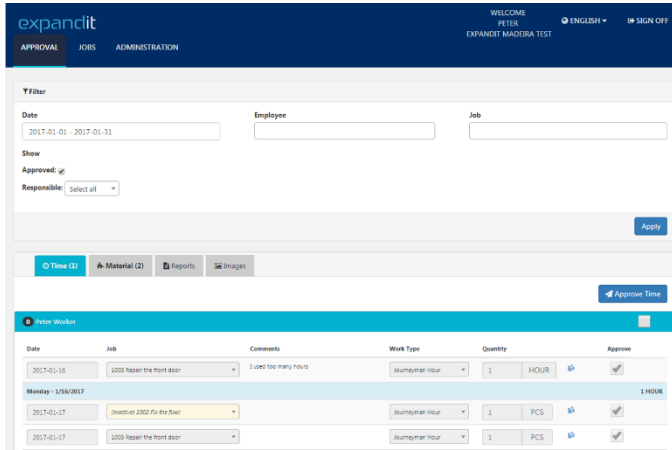 expandit
WELCOME
PETER
EXPANDIT MADEIRA TEST
ENGLISH
SIGN OFF
APPROVAL JOBS ADMINISTRATION
Filter
Date Employee Job
2017-01-01 - 2017-01-31
Show
Approved:
Responsible: Select all
Apply
Time (1) Material (2) Reports Images
Approve Time
0 Peter Worker
Date Job Comments Work Type Quantity Approve
2017-01-16 1003 Repair the front door I used too many hours Journeyman Hour 1 HOUR
Monday - 1/16/2017 1 HOUR
2017-01-17 (Inactive) 1002 Fix the floor Journeyman Hour 1 PCS
2017-01-17 1003 Repair the front door Journeyman Hour 1 PCS